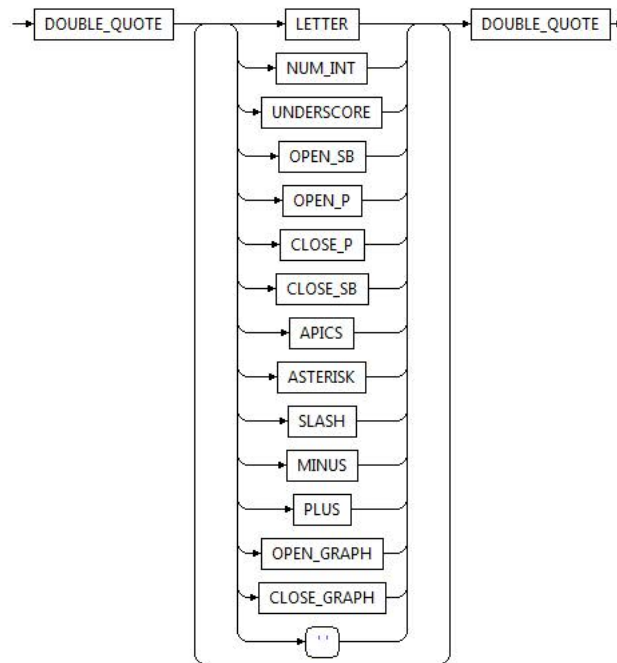 DOUBLE_QUOTE LETTER DOUBLE_QUOTE
NUM_INT
UNDERSCORE
OPEN_SB
OPEN_P
CLOSE_P
CLOSE_SB
APICS
ASTERISK
SLASH
MINUS
PLUS
OPEN_GRAPH
CLOSE_GRAPH
' '